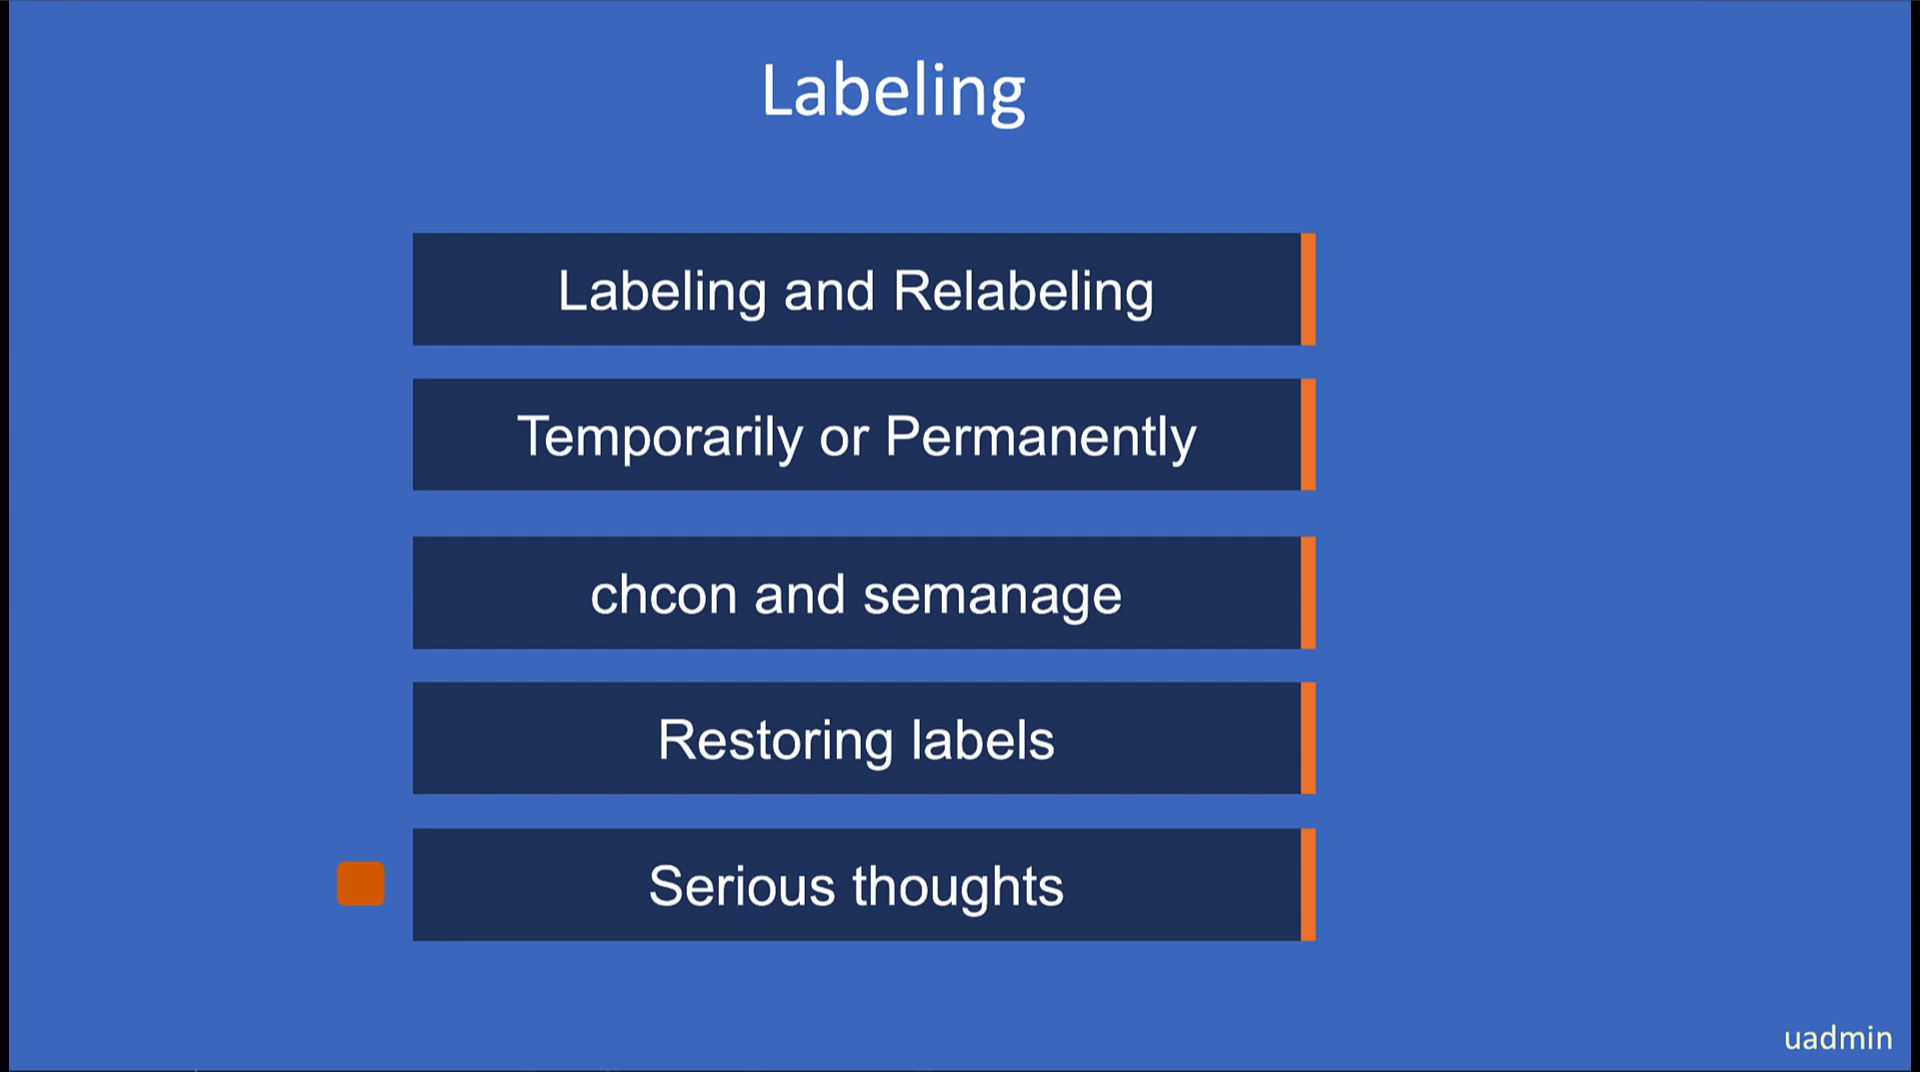 Labeling
Labeling and Relabeling
Temporarily or Permanently
chcon and semanage
Restoring labels
Serious thoughts
uadmin